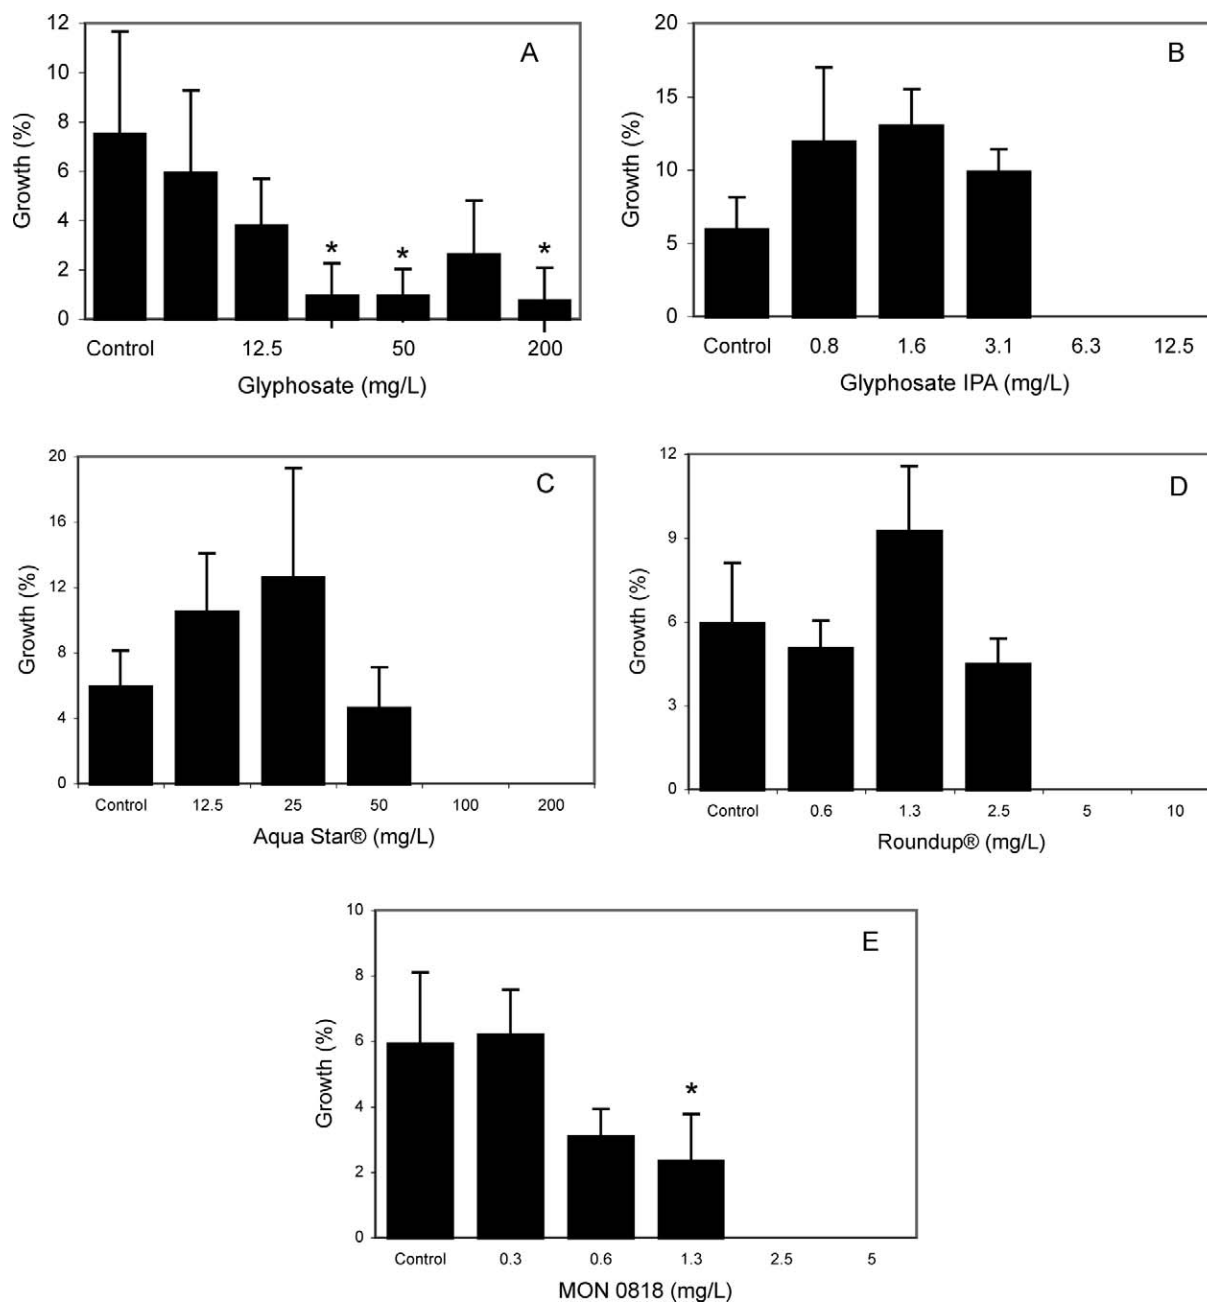 A
Growth (%)
12
10
8
6
4
2
0
*
*
*
Control 12.5 50 200
Glyphosate (mg/L)
B
Growth (%)
20
15
10
5
0
Control 0.8 1.6 3.1 6.3 12.5
Glyphosate IPA (mg/L)
C
Growth (%)
20
16
12
8
4
0
Control 12.5 25 50 100 200
Aqua Star® (mg/L)
D
Growth (%)
12
9
6
3
0
Control 0.6 1.3 2.5 5 10
Roundup® (mg/L)
E
Growth (%)
10
8
6
4
2
0
*
Control 0.3 0.6 1.3 2.5 5
MON 0818 (mg/L)